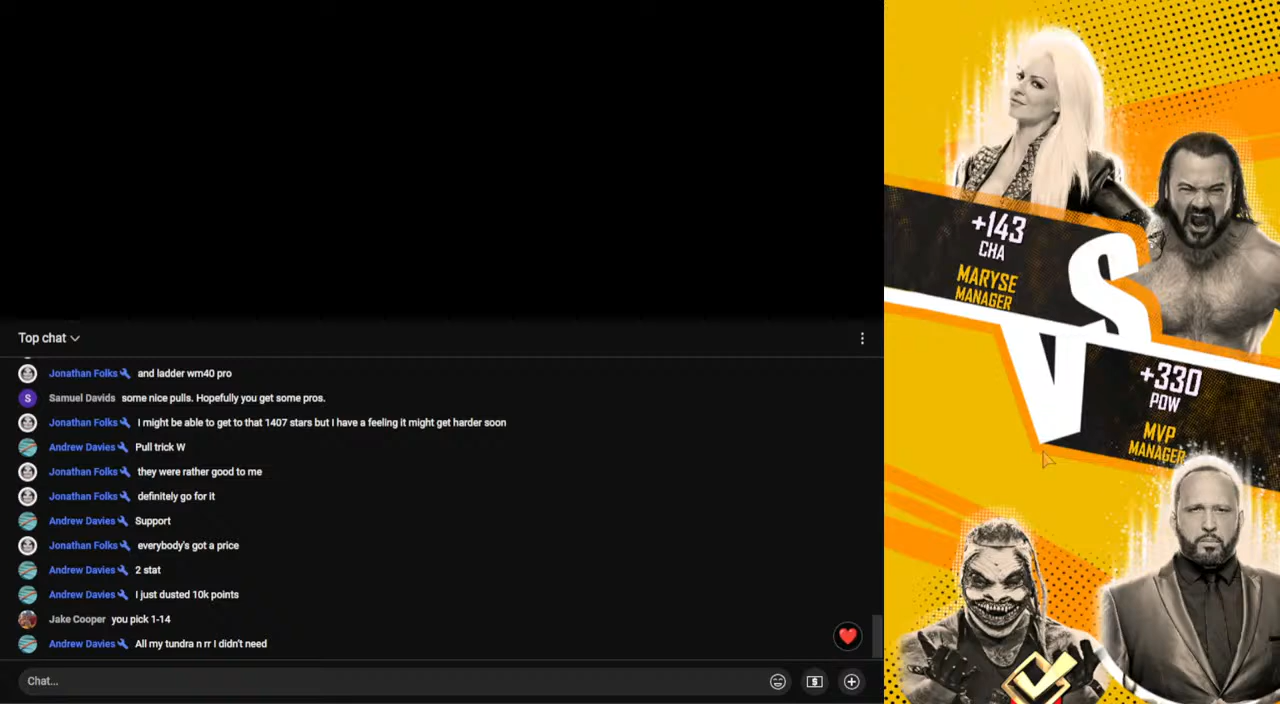 Top chat
Jonathan Folks and ladder wm40 pro
S Samuel Davids some nice pulls. Hopefully you get some pros.
Jonathan Folks I might be able to get to that 1407 stars but I have a feeling it might get harder soon
Andrew Davies Pull trick W
Jonathan Folks they were rather good to me
Jonathan Folks definitely go for it
Andrew Davies Support
Jonathan Folks everybody's got a price
Andrew Davies 2 stat
Andrew Davies I just dusted 10k points
Jake Cooper you pick 1-14
Andrew Davies All my tundra n rr I didn't need
Chat...
+143
CHA
MARYSE
MANAGER
VS
+330
POW
MVP
MANAGER